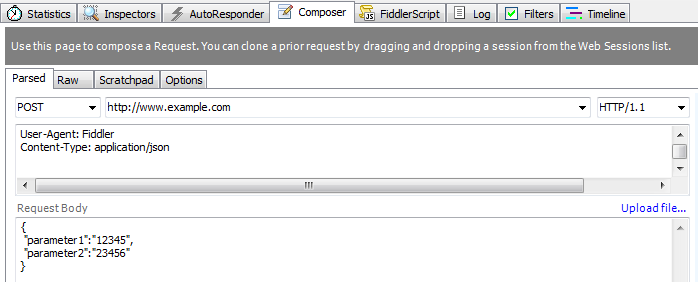 Statistics Inspectors AutoResponder Composer FiddlerScript Log Filters Timeline
Use this page to compose a Request. You can clone a prior request by dragging and dropping a session from the Web Sessions list.
Parsed Raw Scratchpad Options
POST http://www.example.com HTTP/1.1
User-Agent: Fiddler
Content-Type: application/json
Request Body Upload file...
{
"parameter1":"12345",
"parameter2":"23456"
}